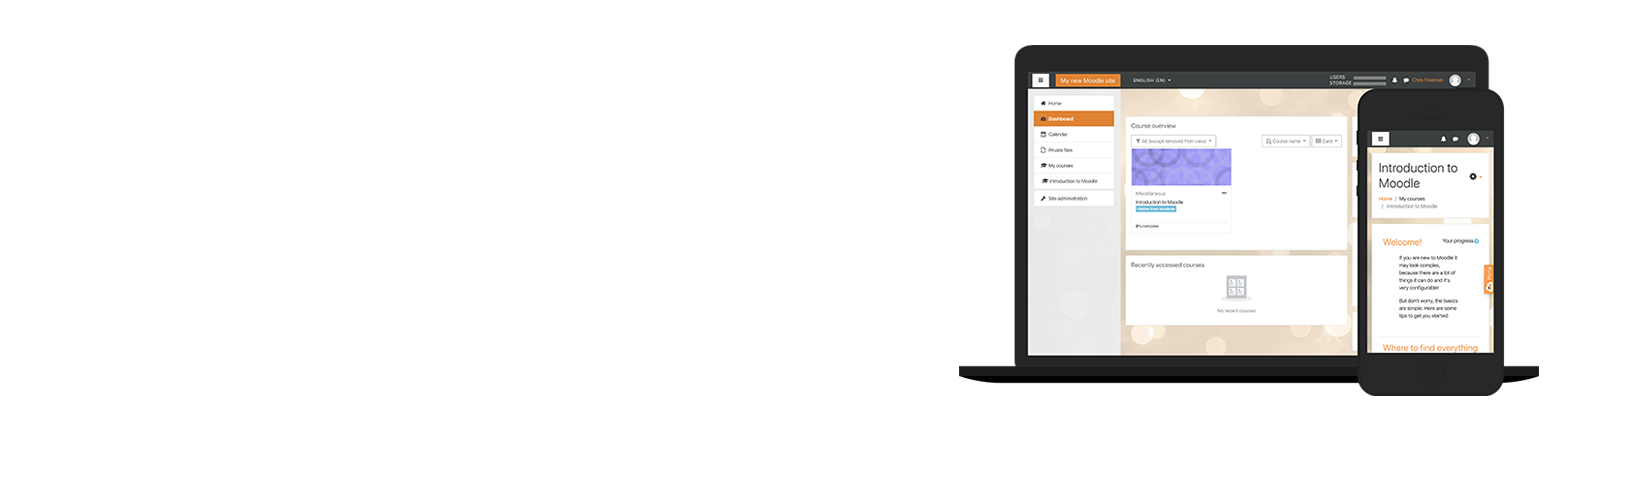 My new Moodle site
ENGLISH (EN)
USERS
STORAGE
Chris Freeman
Home
Dashboard
Calendar
Private files
My courses
Introduction to Moodle
Site administration
Course overview
All (except removed from view)
Course name
Card
Miscellaneous
Introduction to Moodle
Hidden from students
0% complete
Recently accessed courses
No recent courses
Introduction to
Moodle
Home / My courses
/ Introduction to Moodle
Welcome!
Your progress
If you are new to Moodle it
may look complex,
because there are a lot of
things it can do and it's
very configurable!
But don't worry, the basics
are simple. Here are some
tips to get you started:
Where to find everything